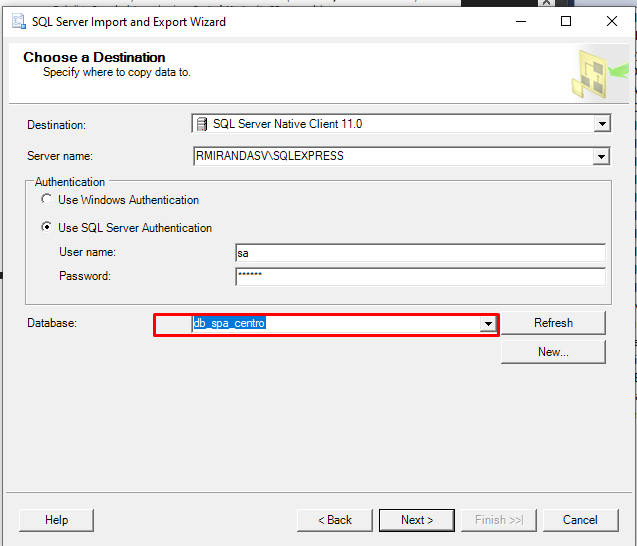 SQL Server Import and Export Wizard
Choose a Destination
Specify where to copy data to.
Destination:
SQL Server Native Client 11.0
Server name:
RMIRANDASV\SQLEXPRESS
Authentication
Use Windows Authentication
Use SQL Server Authentication
User name:
sa
Password:
******
Database:
db_spa_centro
Refresh
New...
Help
< Back
Next >
Finish >>|
Cancel